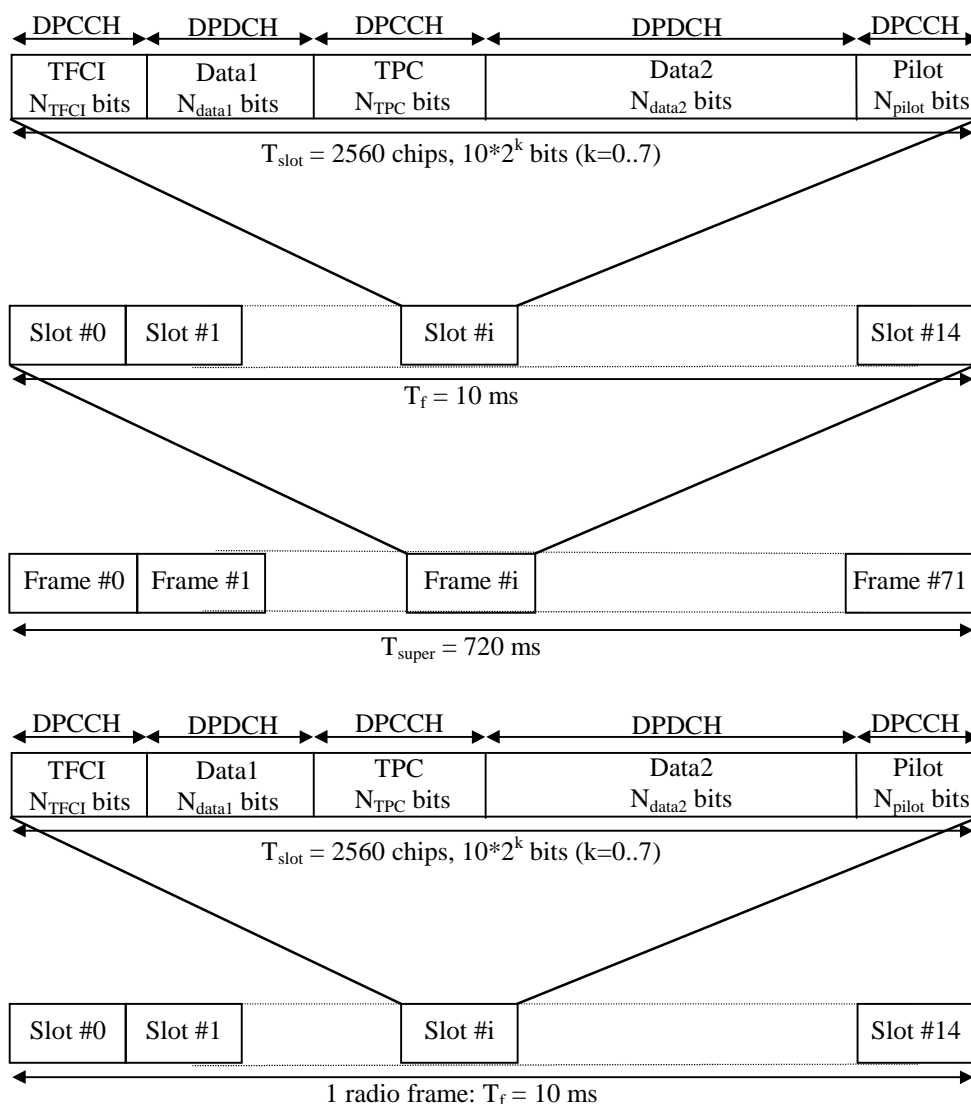 DPCCH DPDCH DPCCH DPDCH DPCCH
TFCI Data1 TPC Data2 Pilot
N_TFCI bits N_data1 bits N_TPC bits N_data2 bits N_pilot bits
T_slot = 2560 chips, 10*2^k bits (k=0..7)
Slot #0 Slot #1 Slot #i Slot #14
T_f = 10 ms
Frame #0 Frame #1 Frame #i Frame #71
T_super = 720 ms
DPCCH DPDCH DPCCH DPDCH DPCCH
TFCI Data1 TPC Data2 Pilot
N_TFCI bits N_data1 bits N_TPC bits N_data2 bits N_pilot bits
T_slot = 2560 chips, 10*2^k bits (k=0..7)
Slot #0 Slot #1 Slot #i Slot #14
1 radio frame: T_f = 10 ms